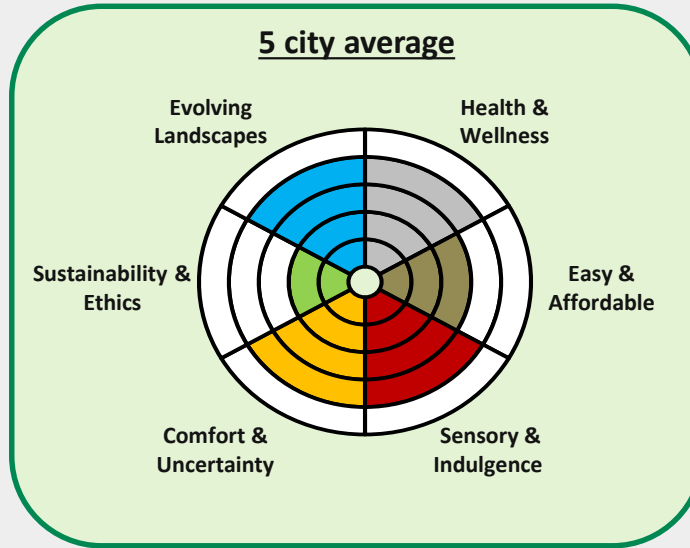 5 city average
Evolving
Landscapes
Health &
Wellness
Sustainability &
Ethics
Easy &
Affordable
Comfort &
Uncertainty
Sensory &
Indulgence